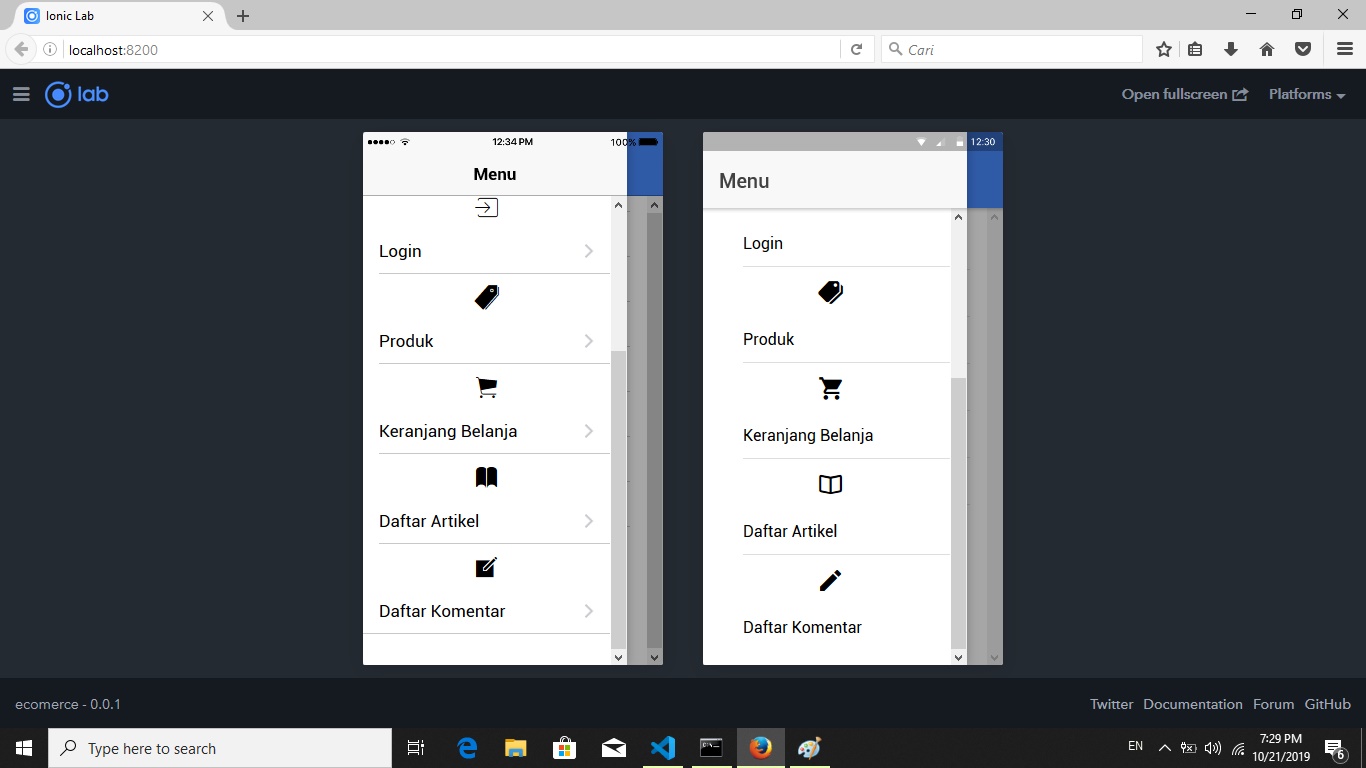 Ionic Lab
localhost:8200
Cari
lab
Open fullscreen
Platforms
12:34 PM
100%
Menu
Login
Produk
Keranjang Belanja
Daftar Artikel
Daftar Komentar
12:30
Menu
Login
Produk
Keranjang Belanja
Daftar Artikel
Daftar Komentar
ecomerce - 0.0.1
Twitter Documentation Forum GitHub
Type here to search
EN
7:29 PM
10/21/2019
6